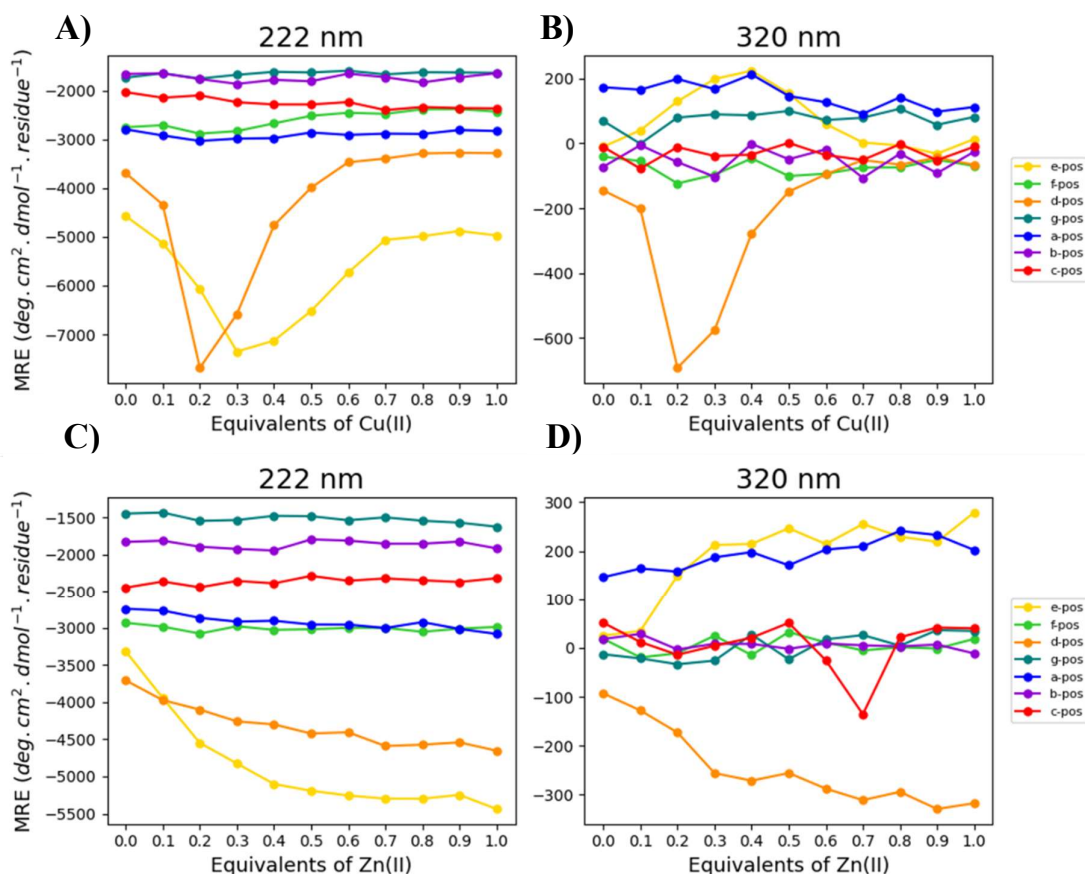 A)
222 nm
B)
320 nm
MRE (deg. cm². dmol⁻¹. residue⁻¹)
−2000
−3000
−4000
−5000
−6000
−7000
0.0 0.1 0.2 0.3 0.4 0.5 0.6 0.7 0.8 0.9 1.0
Equivalents of Cu(II)
200
0
−200
−400
−600
0.0 0.1 0.2 0.3 0.4 0.5 0.6 0.7 0.8 0.9 1.0
Equivalents of Cu(II)
e-pos
f-pos
d-pos
g-pos
a-pos
b-pos
c-pos
C)
222 nm
D)
320 nm
MRE (deg. cm². dmol⁻¹. residue⁻¹)
−1500
−2000
−2500
−3000
−3500
−4000
−4500
−5000
−5500
0.0 0.1 0.2 0.3 0.4 0.5 0.6 0.7 0.8 0.9 1.0
Equivalents of Zn(II)
300
200
100
0
−100
−200
−300
0.0 0.1 0.2 0.3 0.4 0.5 0.6 0.7 0.8 0.9 1.0
Equivalents of Zn(II)
e-pos
f-pos
d-pos
g-pos
a-pos
b-pos
c-pos